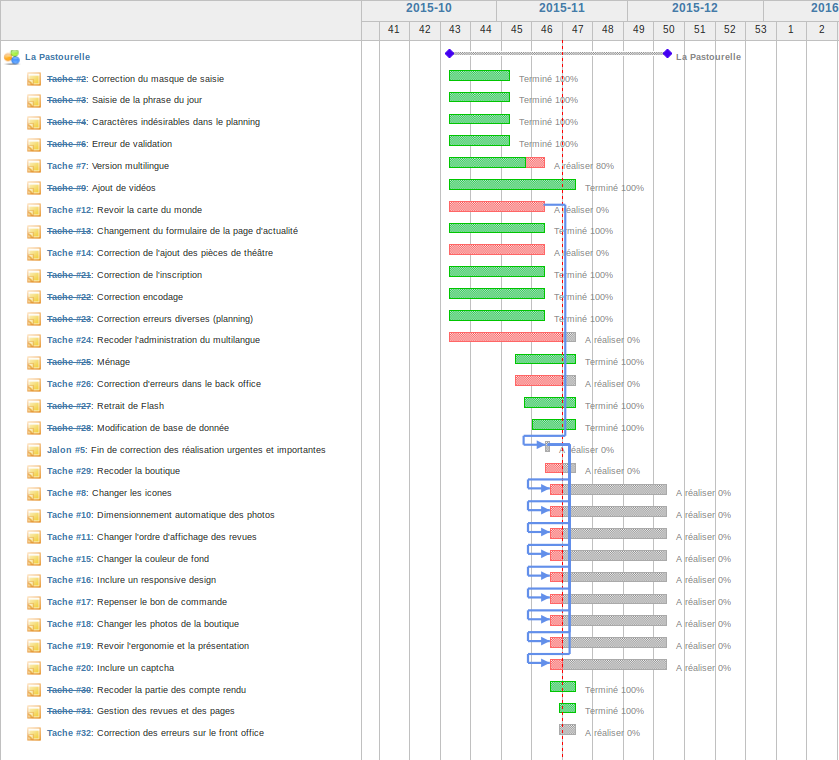 2015-10 2015-11 2015-12 2016
41 42 43 44 45 46 47 48 49 50 51 52 53 1 2
La Pastourelle La Pastourelle
Tache #2: Correction du masque de saisie Terminé 100%
Tache #3: Saisie de la phrase du jour Terminé 100%
Tache #4: Caractères indésirables dans le planning Terminé 100%
Tache #6: Erreur de validation Terminé 100%
Tache #7: Version multilingue A réaliser 80%
Tache #9: Ajout de vidéos Terminé 100%
Tache #12: Revoir la carte du monde A réaliser 0%
Tache #13: Changement du formulaire de la page d'actualité Terminé 100%
Tache #14: Correction de l'ajout des pièces de théâtre A réaliser 0%
Tache #21: Correction de l'inscription Terminé 100%
Tache #22: Correction encodage Terminé 100%
Tache #23: Correction erreurs diverses (planning) Terminé 100%
Tache #24: Recoder l'administration du multilangue A réaliser 0%
Tache #25: Ménage Terminé 100%
Tache #26: Correction d'erreurs dans le back office A réaliser 0%
Tache #27: Retrait de Flash Terminé 100%
Tache #28: Modification de base de donnée Terminé 100%
Jalon #5: Fin de correction des réalisation urgentes et importantes A réaliser 0%
Tache #29: Recoder la boutique A réaliser 0%
Tache #8: Changer les icones A réaliser 0%
Tache #10: Dimensionnement automatique des photos A réaliser 0%
Tache #11: Changer l'ordre d'affichage des revues A réaliser 0%
Tache #15: Changer la couleur de fond A réaliser 0%
Tache #16: Inclure un responsive design A réaliser 0%
Tache #17: Repenser le bon de commande A réaliser 0%
Tache #18: Changer les photos de la boutique A réaliser 0%
Tache #19: Revoir l'ergonomie et la présentation A réaliser 0%
Tache #20: Inclure un captcha A réaliser 0%
Tache #30: Recoder la partie des compte rendu Terminé 100%
Tache #31: Gestion des revues et des pages Terminé 100%
Tache #32: Correction des erreurs sur le front office A réaliser 0%